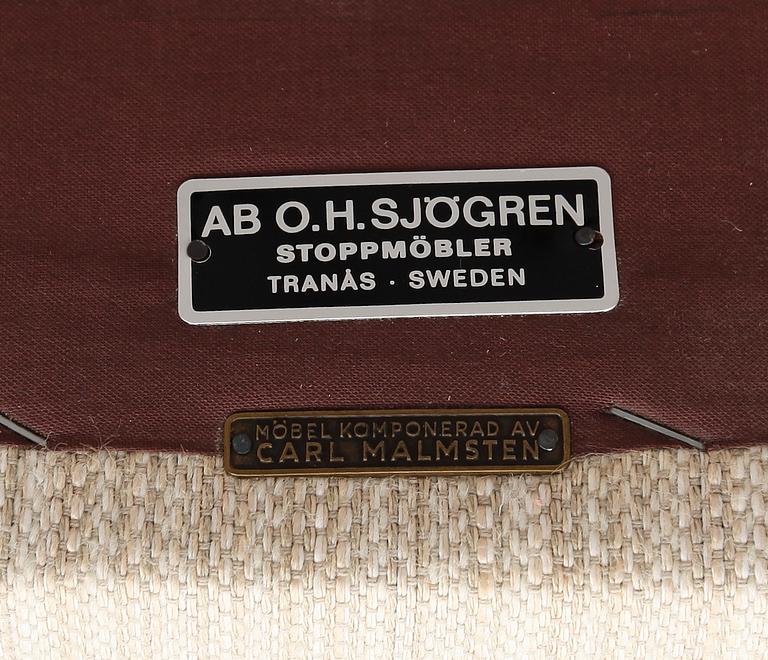 AB O.H.SJÖGREN
STOPPMÖBLER
TRANÅS · SWEDEN
MÖBEL KOMPONERAD AV
CARL MALMSTEN